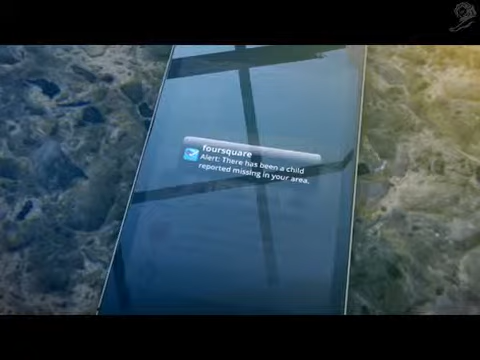 foursquare
Alert: There has been a child
reported missing in your area.